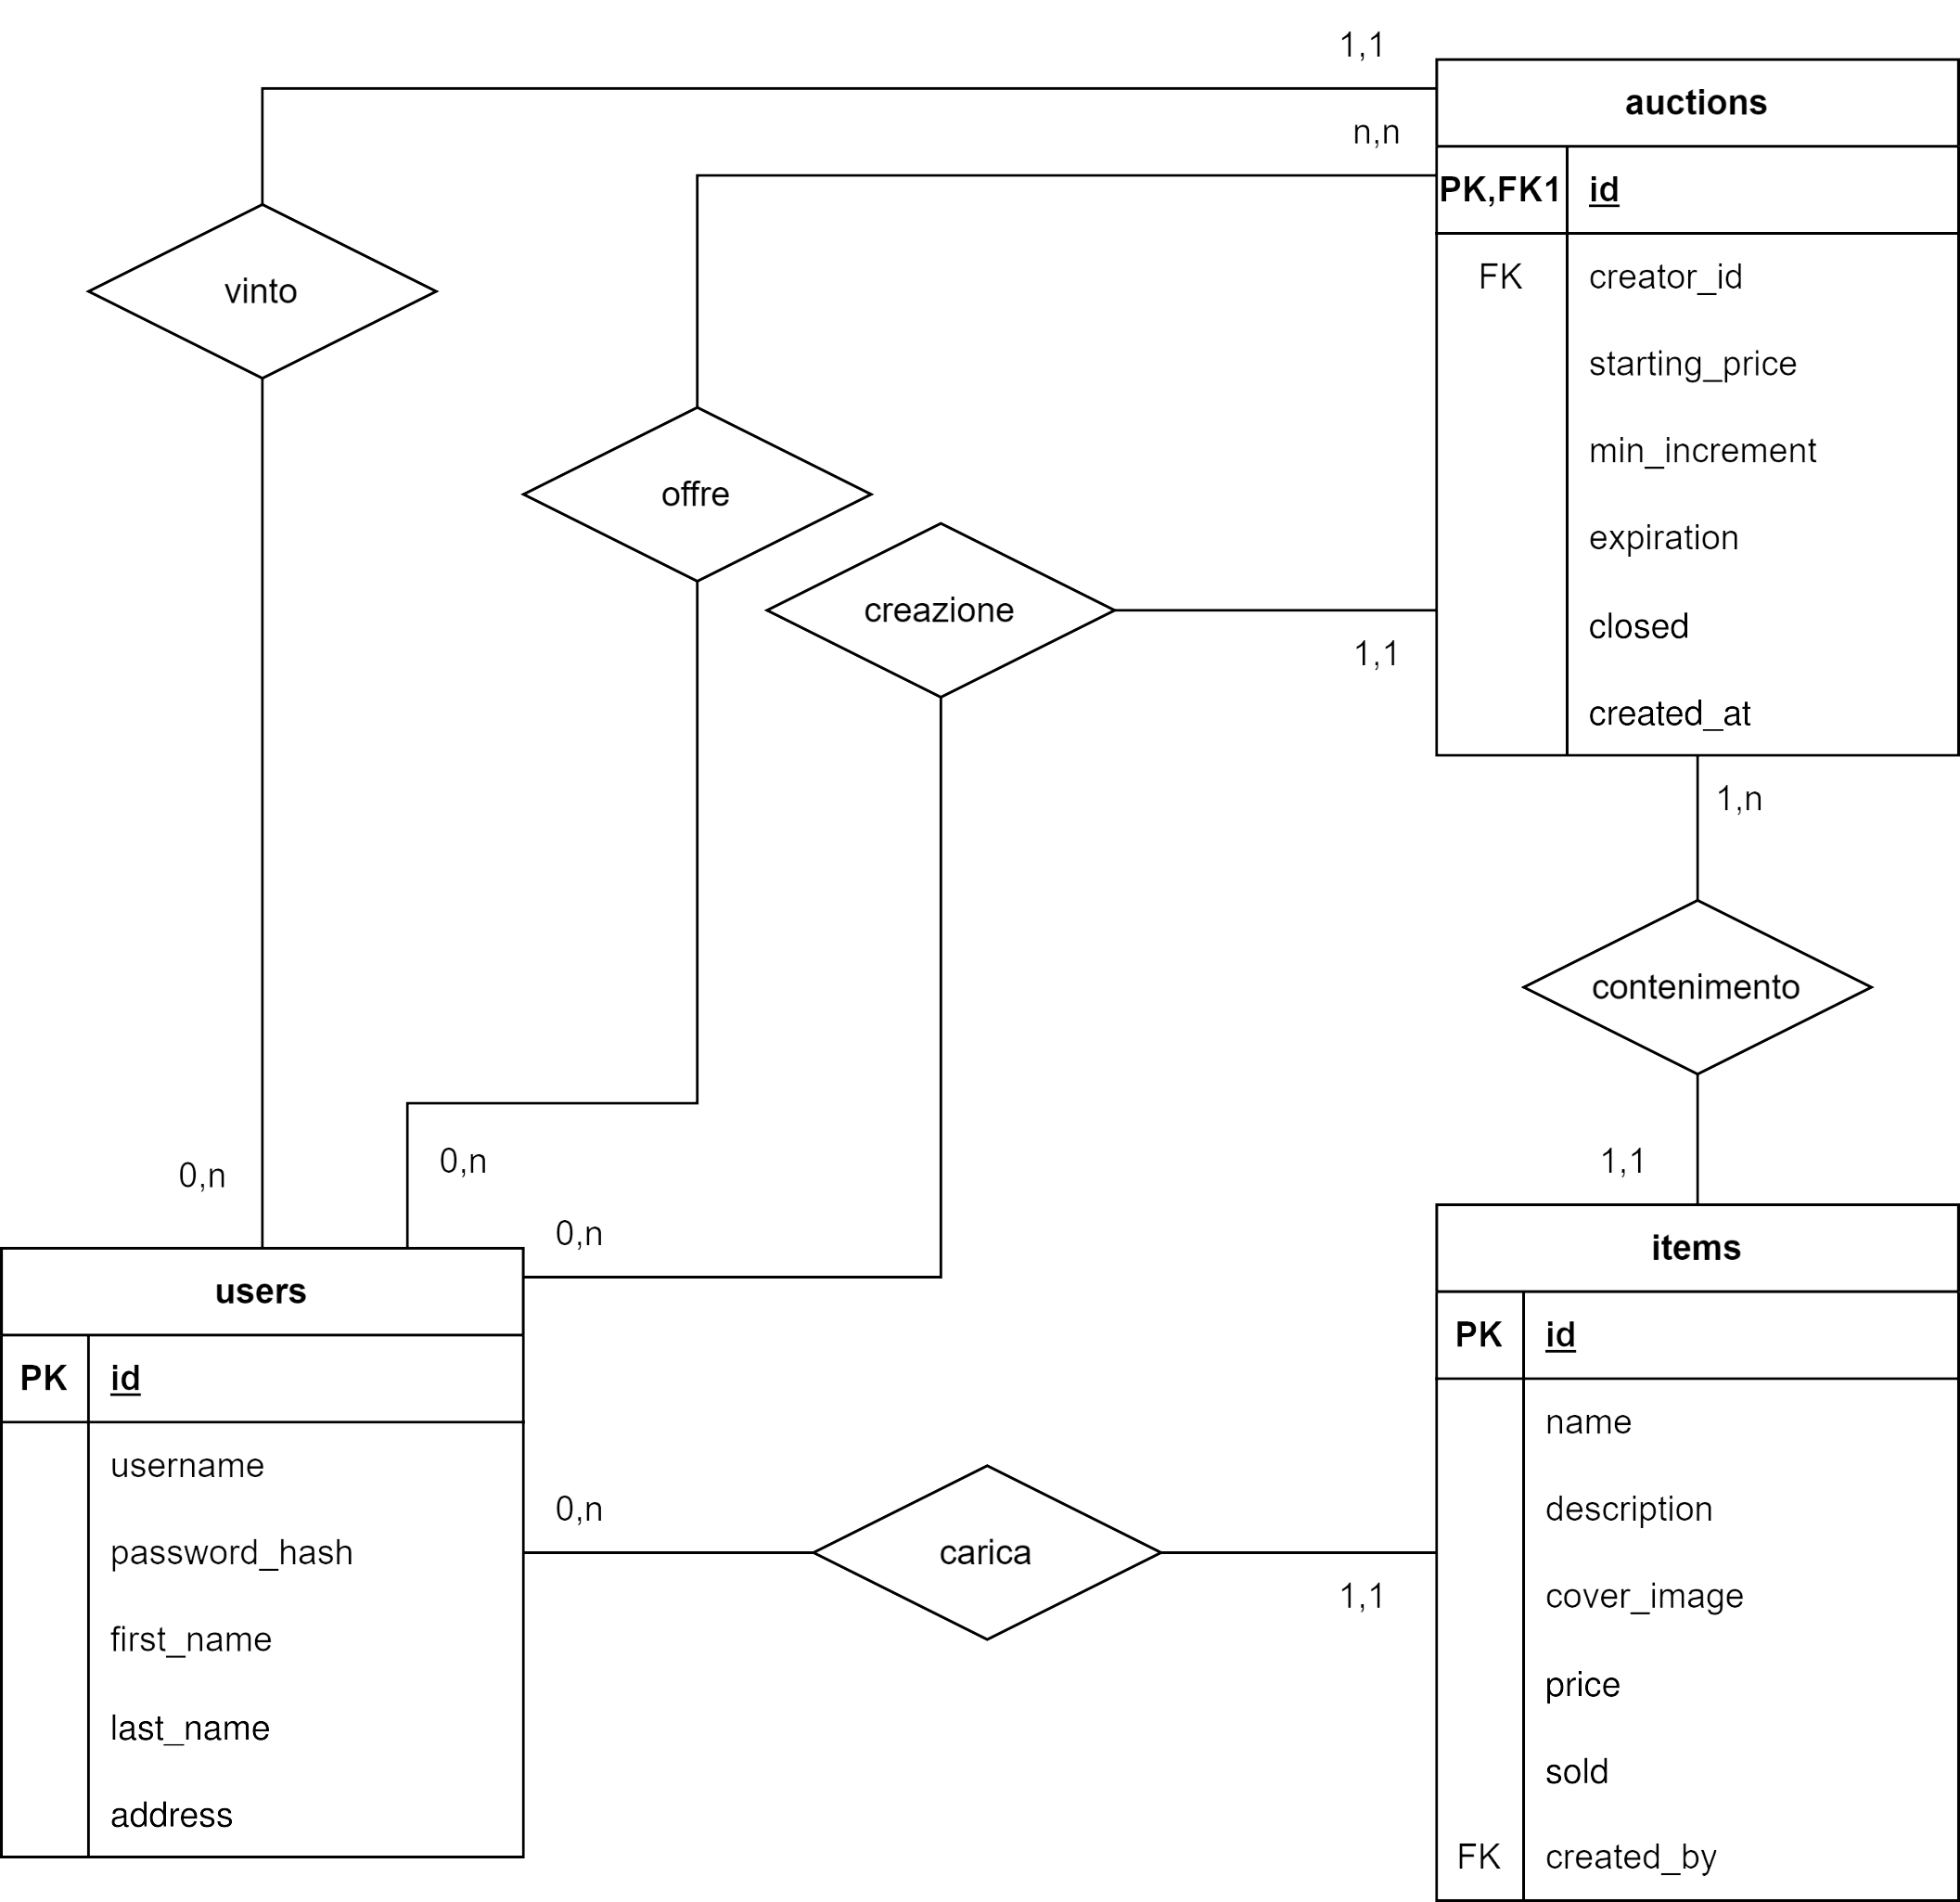 1,1
auctions
n,n
PK,FK1 id
vinto
FK creator_id
starting_price
min_increment
offre
expiration
creazione
closed
1,1
created_at
1,n
contenimento
1,1
0,n
0,n
0,n
users
items
PK id
PK id
username
name
password_hash
description
first_name
cover_image
last_name
price
address
sold
FK created_by
0,n
carica
1,1